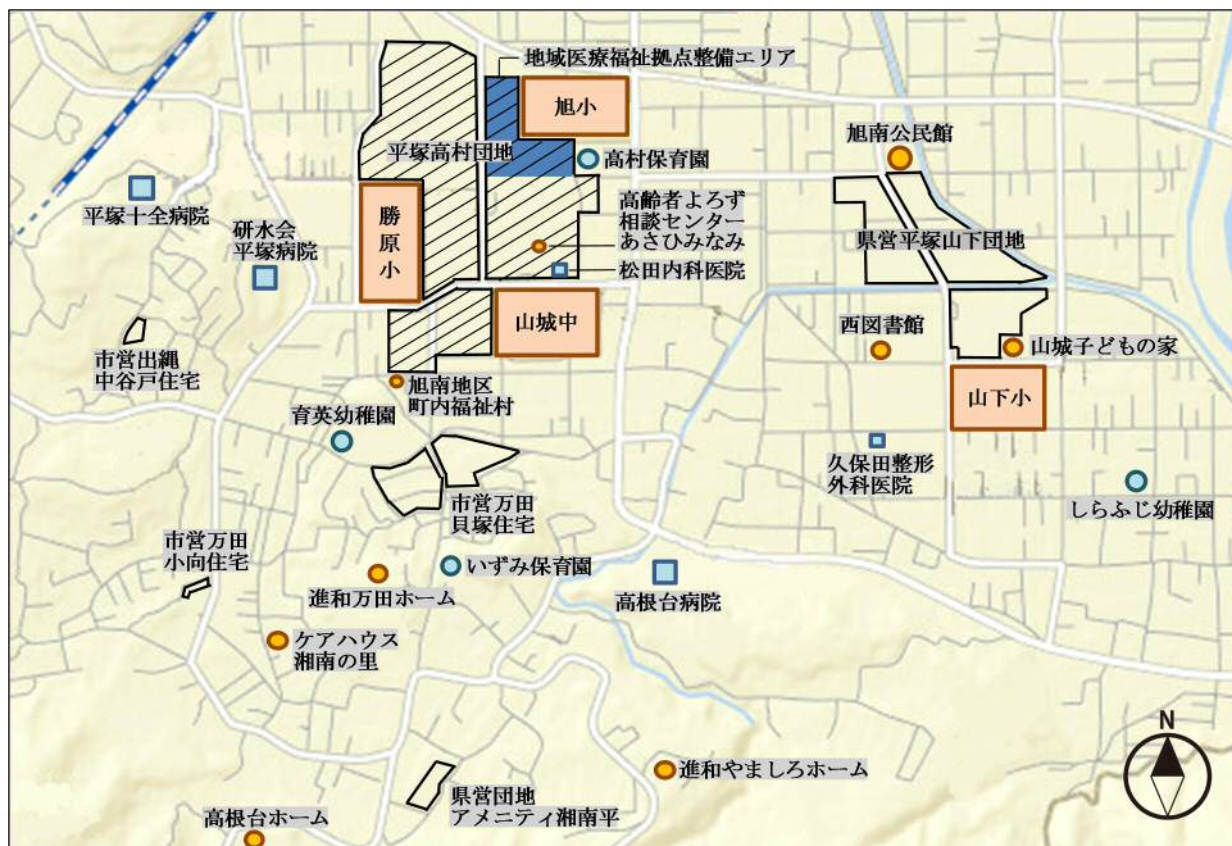 地域医療福祉拠点整備エリア
旭小
平塚高村団地
高村保育園
旭南公民館
平塚十全病院
研水会
平塚病院
勝
原
小
高齢者よろず
相談センター
あさひみなみ
松田内科医院
県営平塚山下団地
山城中
西図書館
山城子どもの家
市営出縄
中谷戸住宅
旭南地区
町内福祉村
山下小
育英幼稚園
久保田整形
外科医院
しらふじ幼稚園
市営万田
貝塚住宅
市営万田
小向住宅
いずみ保育園
進和万田ホーム
高根台病院
ケアハウス
湘南の里
N
進和やましろホーム
県営団地
アメニティ湘南平
高根台ホーム